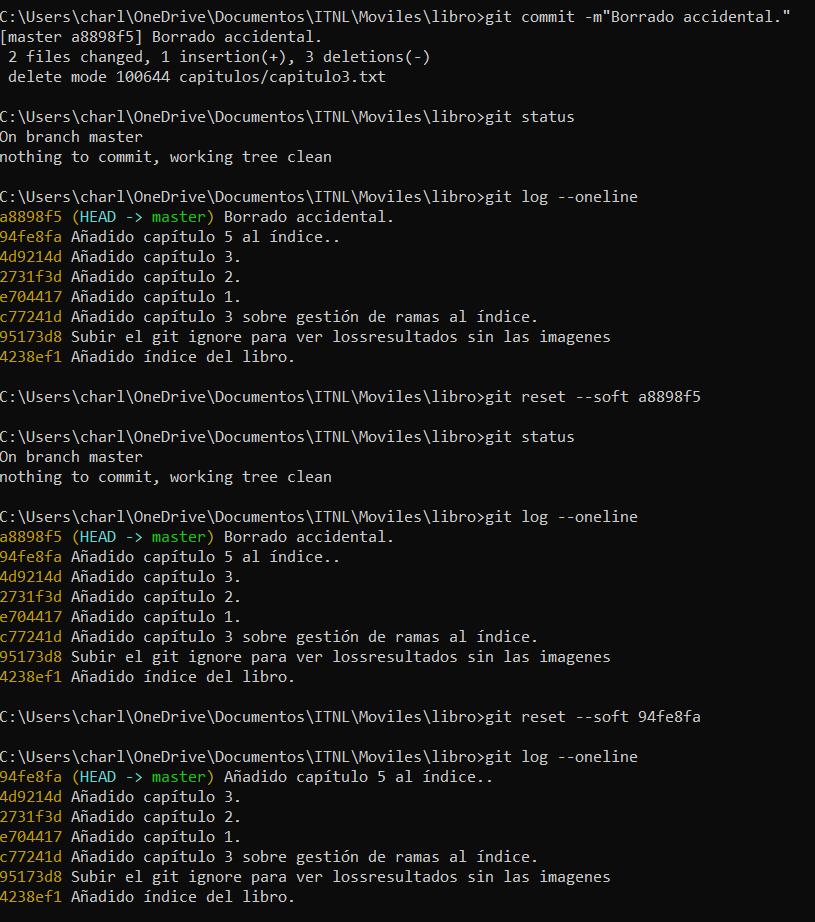 C:\Users\charl\OneDrive\Documentos\ITNL\Moviles\libro>git commit -m"Borrado accidental."
[master a8898f5] Borrado accidental.
 2 files changed, 1 insertion(+), 3 deletions(-)
 delete mode 100644 capitulos/capitulo3.txt
C:\Users\charl\OneDrive\Documentos\ITNL\Moviles\libro>git status
On branch master
nothing to commit, working tree clean
C:\Users\charl\OneDrive\Documentos\ITNL\Moviles\libro>git log --oneline
a8898f5 (HEAD -> master) Borrado accidental.
94fe8fa Añadido capítulo 5 al índice..
4d9214d Añadido capítulo 3.
2731f3d Añadido capítulo 2.
e704417 Añadido capítulo 1.
c77241d Añadido capítulo 3 sobre gestión de ramas al índice.
95173d8 Subir el git ignore para ver lossresultados sin las imagenes
4238ef1 Añadido índice del libro.
C:\Users\charl\OneDrive\Documentos\ITNL\Moviles\libro>git reset --soft a8898f5
C:\Users\charl\OneDrive\Documentos\ITNL\Moviles\libro>git status
On branch master
nothing to commit, working tree clean
C:\Users\charl\OneDrive\Documentos\ITNL\Moviles\libro>git log --oneline
a8898f5 (HEAD -> master) Borrado accidental.
94fe8fa Añadido capítulo 5 al índice..
4d9214d Añadido capítulo 3.
2731f3d Añadido capítulo 2.
e704417 Añadido capítulo 1.
c77241d Añadido capítulo 3 sobre gestión de ramas al índice.
95173d8 Subir el git ignore para ver lossresultados sin las imagenes
4238ef1 Añadido índice del libro.
C:\Users\charl\OneDrive\Documentos\ITNL\Moviles\libro>git reset --soft 94fe8fa
C:\Users\charl\OneDrive\Documentos\ITNL\Moviles\libro>git log --oneline
94fe8fa (HEAD -> master) Añadido capítulo 5 al índice..
4d9214d Añadido capítulo 3.
2731f3d Añadido capítulo 2.
e704417 Añadido capítulo 1.
c77241d Añadido capítulo 3 sobre gestión de ramas al índice.
95173d8 Subir el git ignore para ver lossresultados sin las imagenes
4238ef1 Añadido índice del libro.